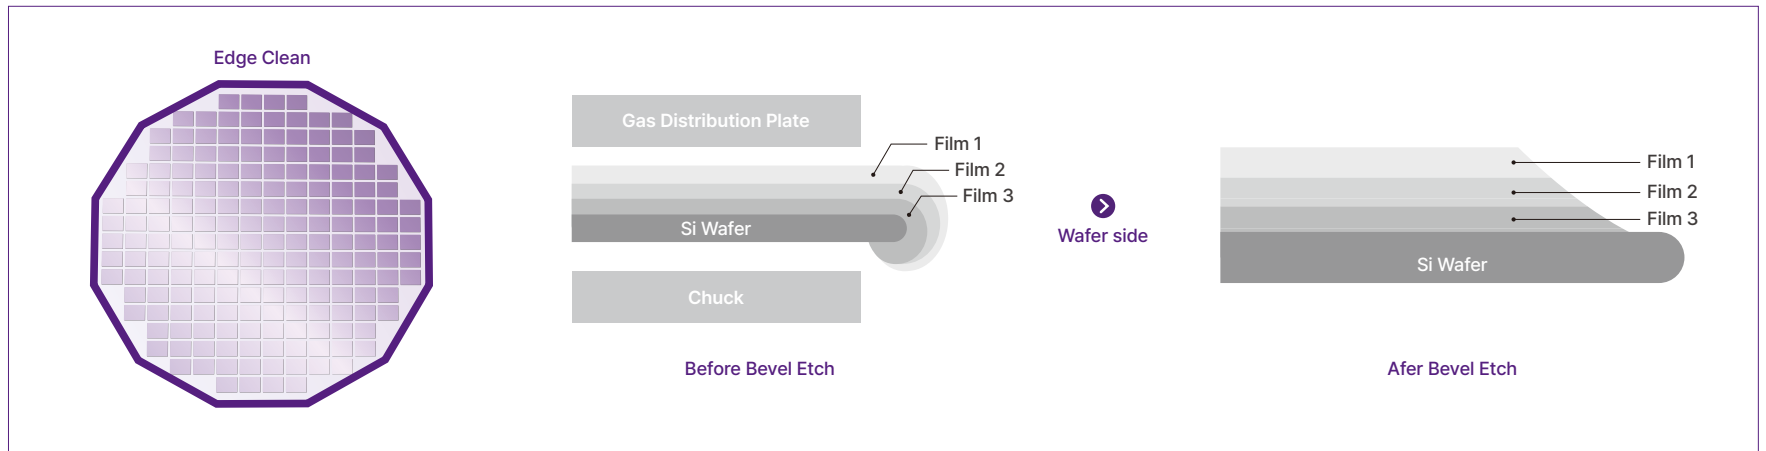 Edge Clean
Gas Distribution Plate
Film 1
Film 2
Film 3
Si Wafer
Chuck
Before Bevel Etch
Wafer side
Film 1
Film 2
Film 3
Si Wafer
Afer Bevel Etch